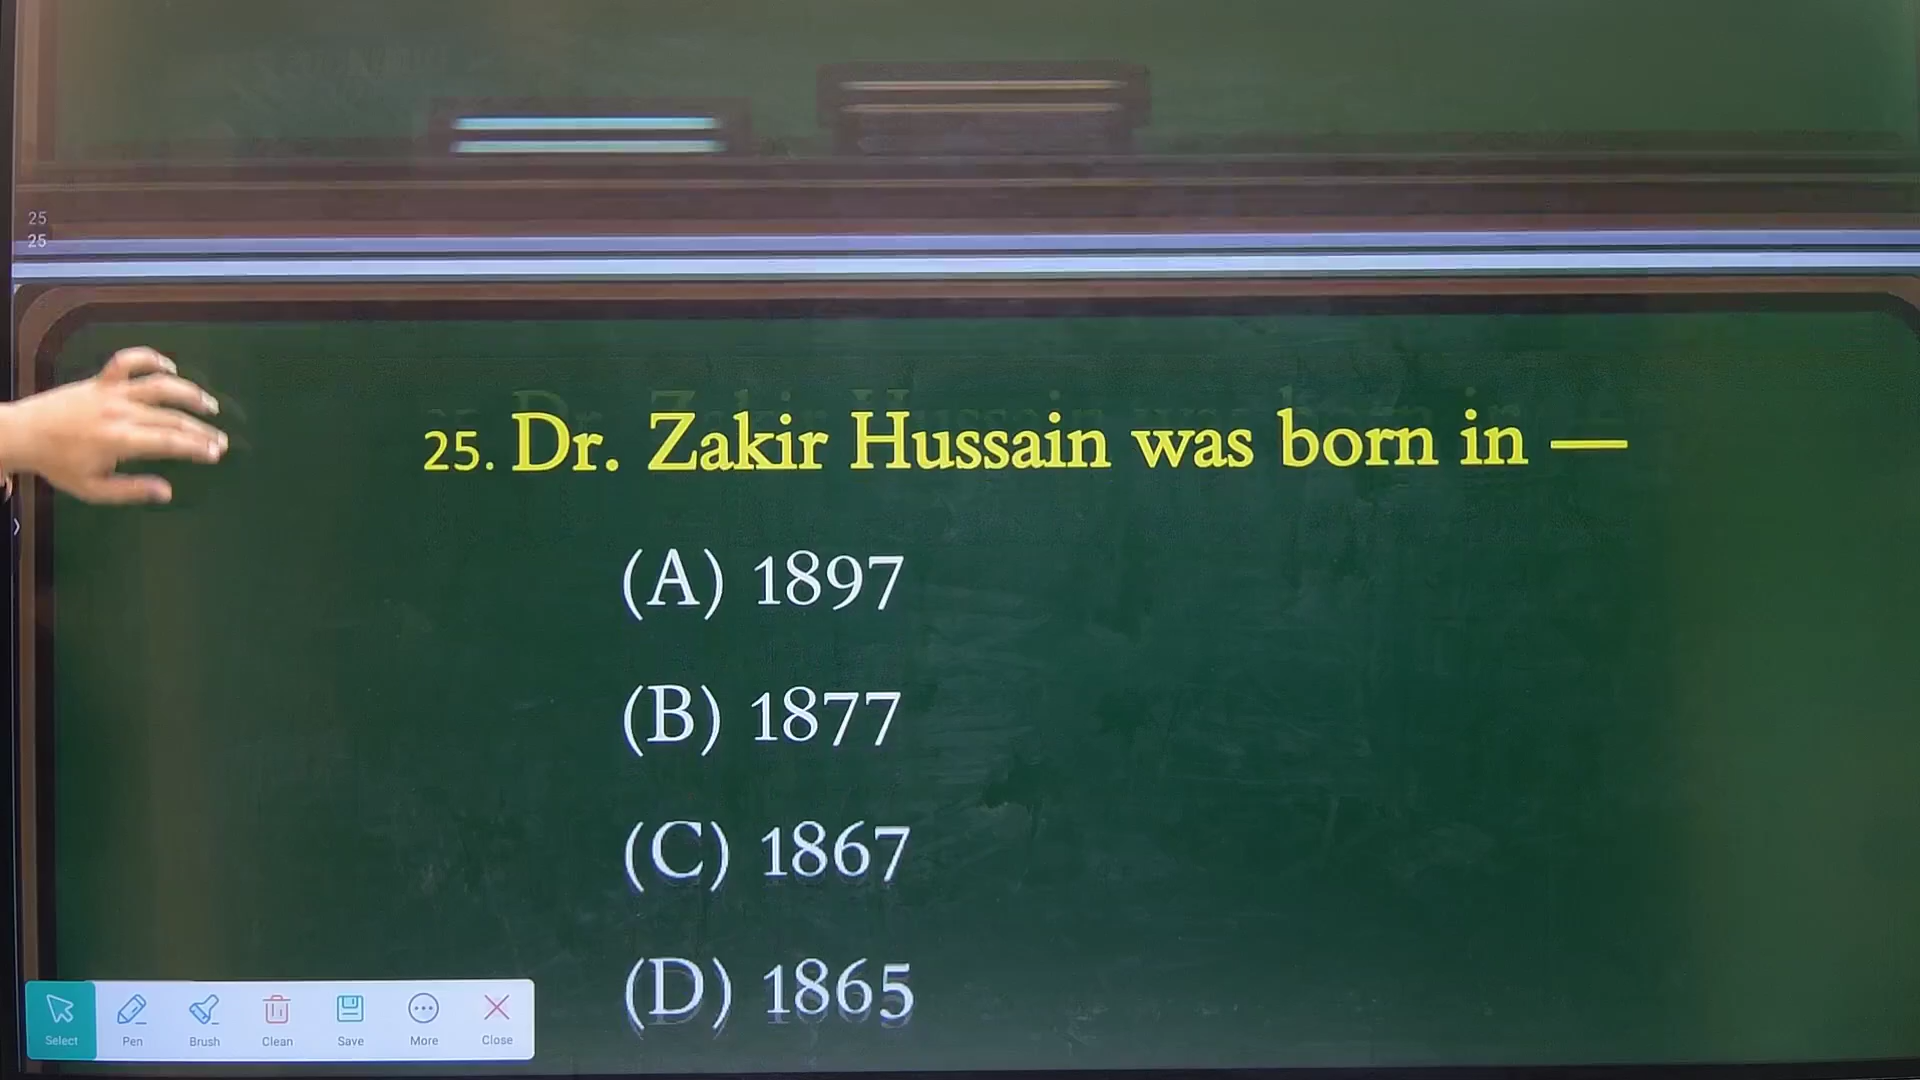 25
25
25. Dr. Zakir Hussain was born in —
(A) 1897
(B) 1877
(C) 1867
(D) 1865
Select Pen Brush Clean Save More Close